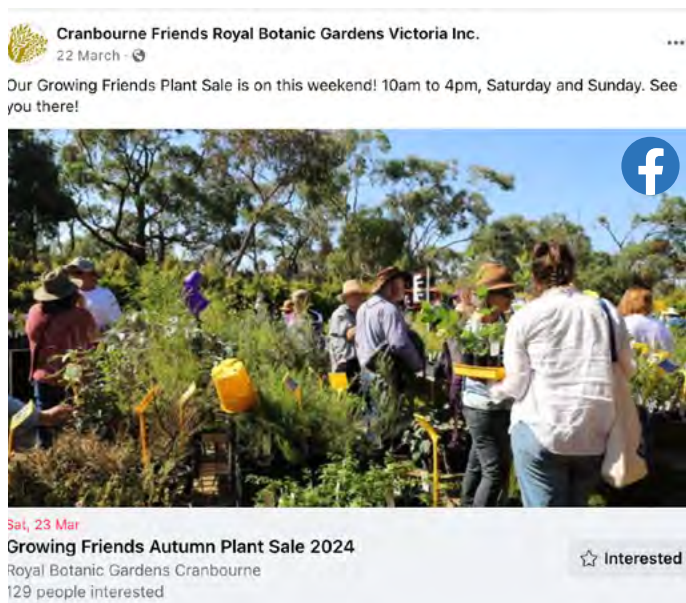 Cranbourne Friends Royal Botanic Gardens Victoria Inc.
22 March ·
Our Growing Friends Plant Sale is on this weekend! 10am to 4pm, Saturday and Sunday. See
you there!
Sat, 23 Mar
Growing Friends Autumn Plant Sale 2024
Royal Botanic Gardens Cranbourne
129 people interested
Interested